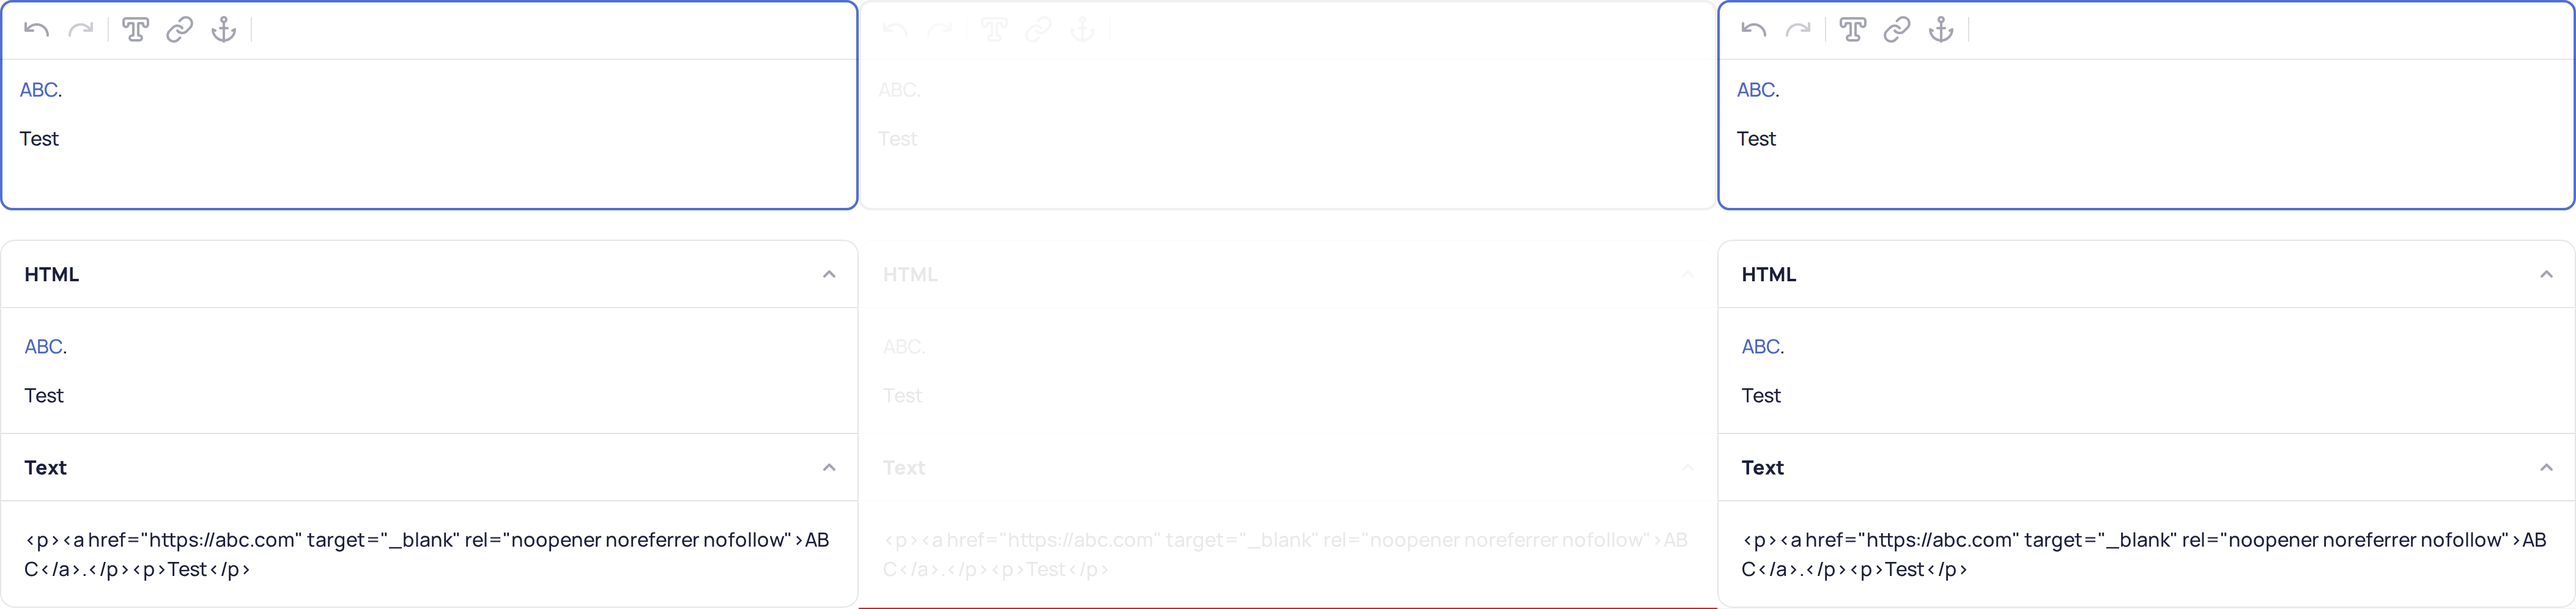 ABC.
Test
HTML
ABC.
Test
Text
<p><a href="https://abc.com" target="_blank" rel="noopener noreferrer nofollow">AB
C</a>.</p><p>Test</p>
ABC.
Test
HTML
ABC.
Test
Text
<p><a href="https://abc.com" target="_blank" rel="noopener noreferrer nofollow">AB
C</a>.</p><p>Test</p>
ABC.
Test
HTML
ABC.
Test
Text
<p><a href="https://abc.com" target="_blank" rel="noopener noreferrer nofollow">AB
C</a>.</p><p>Test</p>